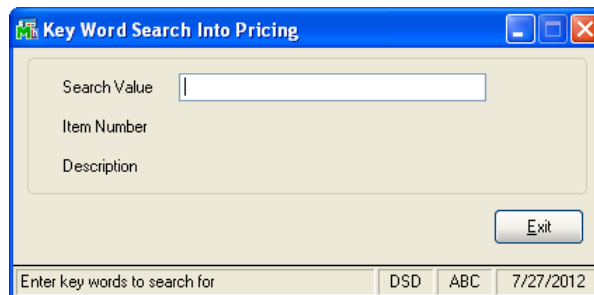 Key Word Search Into Pricing
Search Value
Item Number
Description
Exit
Enter key words to search for DSD ABC 7/27/2012